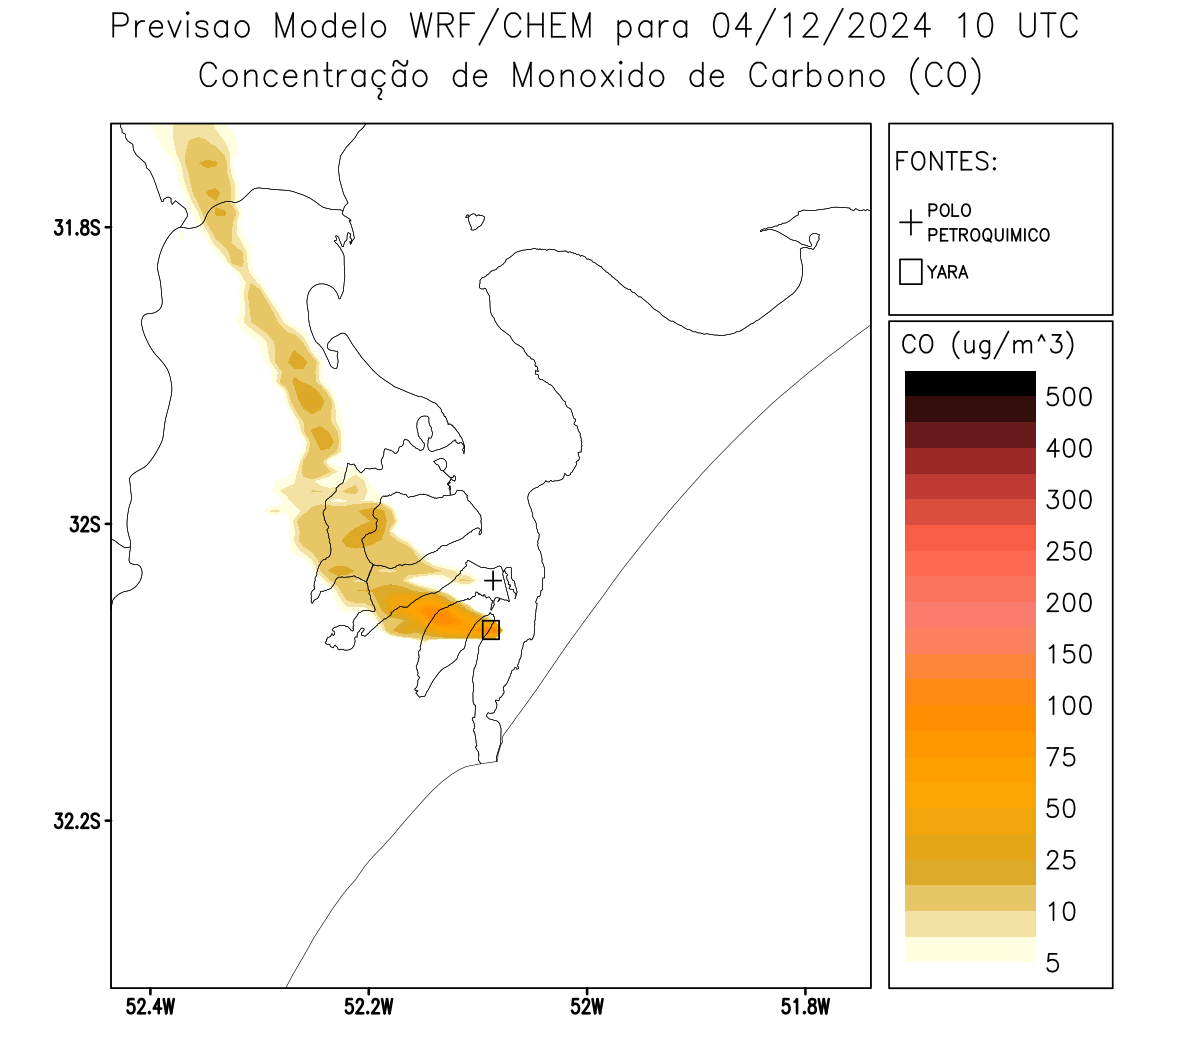 Previsao Modelo WRF/CHEM para 04/12/2024 10 UTC
Concentração de Monoxido de Carbono (CO)
FONTES:
POLO
PETROQUIMICO
YARA
CO (ug/m^3)
500
400
300
250
200
150
100
75
50
25
10
5
31.8S
32S
32.2S
52.4W
52.2W
52W
51.8W